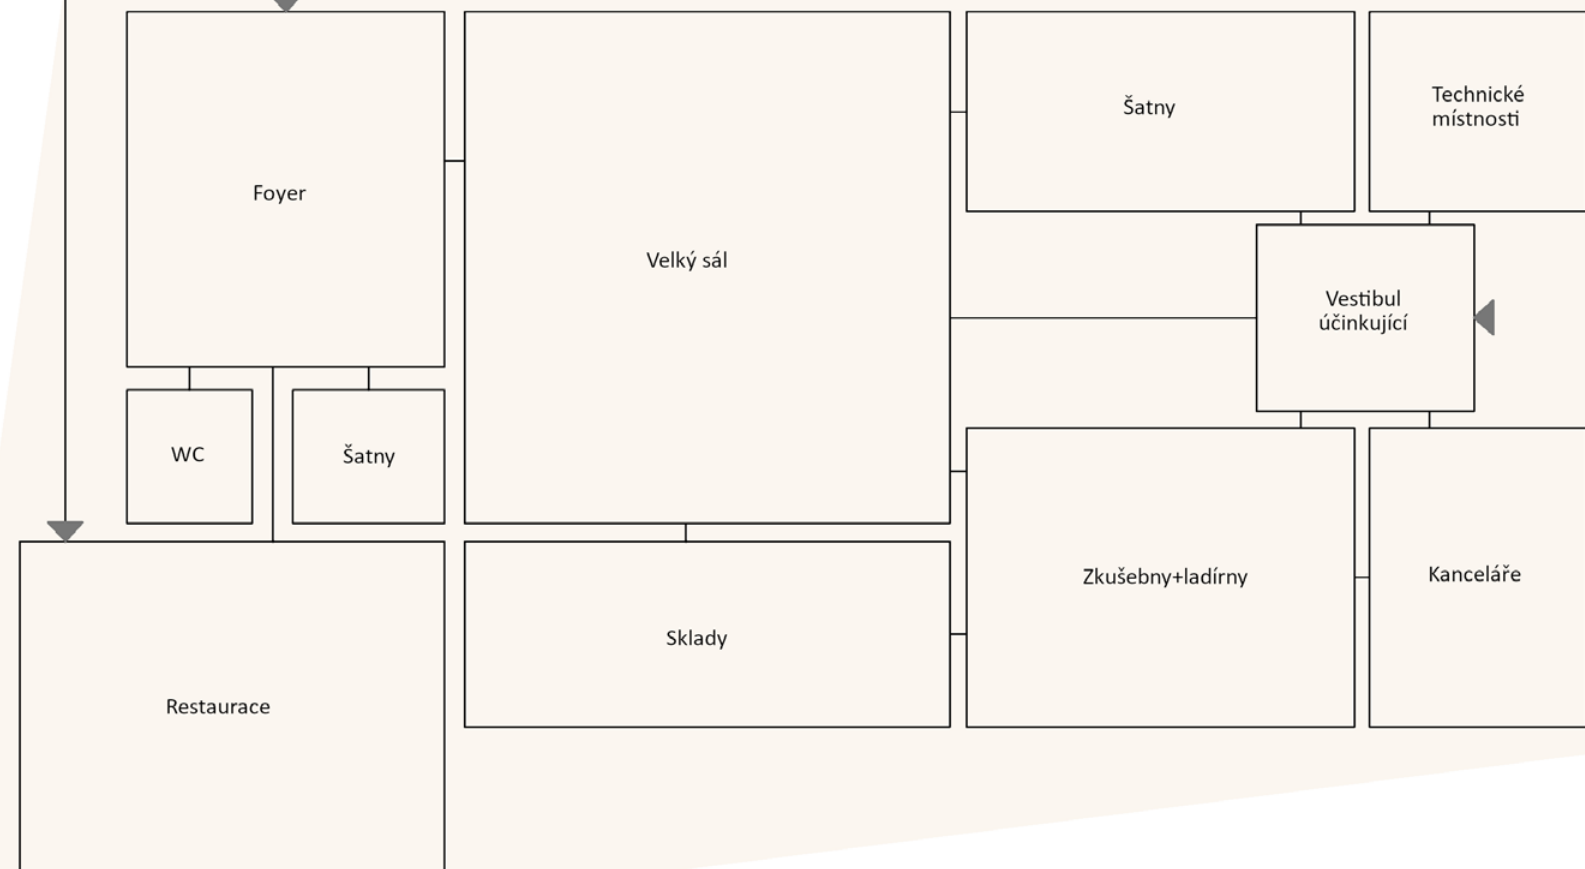 Foyer
Velký sál
Šatny
Technické
místnosti
Vestibul
účinkující
WC
Šatny
Restaurace
Sklady
Zkušebny+ladírny
Kanceláře